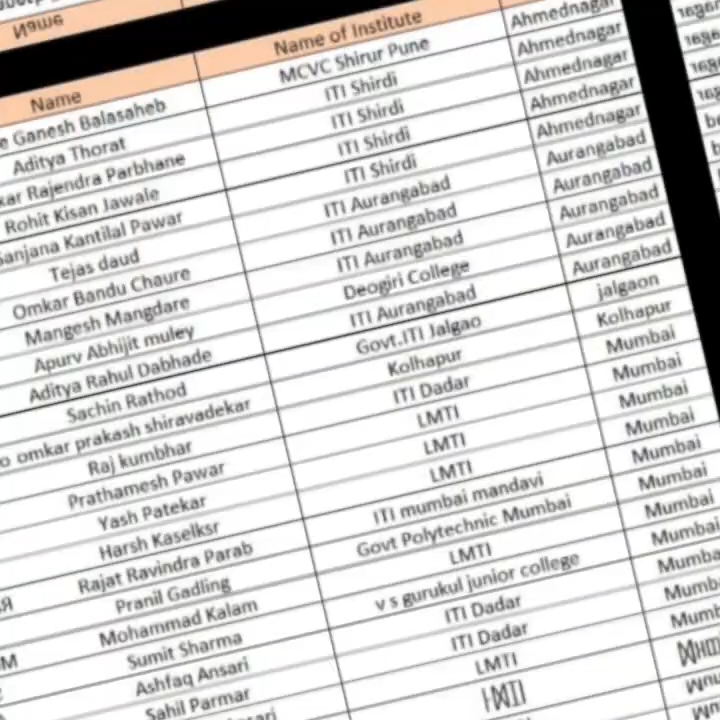 Name Name of Institute
Ganesh Balasaheb MCVC Shirur Pune Ahmednagar
Aditya Thorat ITI Shirdi Ahmednagar
kar Rajendra Parbhane ITI Shirdi Ahmednagar
Rohit Kisan Jawale ITI Shirdi Ahmednagar
Sanjana Kantilal Pawar ITI Shirdi Ahmednagar
Tejas daud ITI Aurangabad Aurangabad
Omkar Bandu Chaure ITI Aurangabad Aurangabad
Mangesh Mangdare ITI Aurangabad Aurangabad
Apurv Abhijit muley Deogiri College Aurangabad
Aditya Rahul Dabhade ITI Aurangabad Aurangabad
Sachin Rathod Govt.ITI Jalgao jalgaon
o omkar prakash shiravadekar Kolhapur Kolhapur
Raj kumbhar ITI Dadar Mumbai
Prathamesh Pawar LMTI Mumbai
Yash Patekar LMTI Mumbai
Harsh Kaselksr LMTI Mumbai
Rajat Ravindra Parab ITI mumbai mandavi Mumbai
Pranil Gadling Govt Polytechnic Mumbai Mumbai
Mohammad Kalam LMTI Mumbai
Sumit Sharma v s gurukul junior college Mumbai
Ashfaq Ansari ITI Dadar Mumba
Sahil Parmar ITI Dadar Mumb
LMTI Mumb